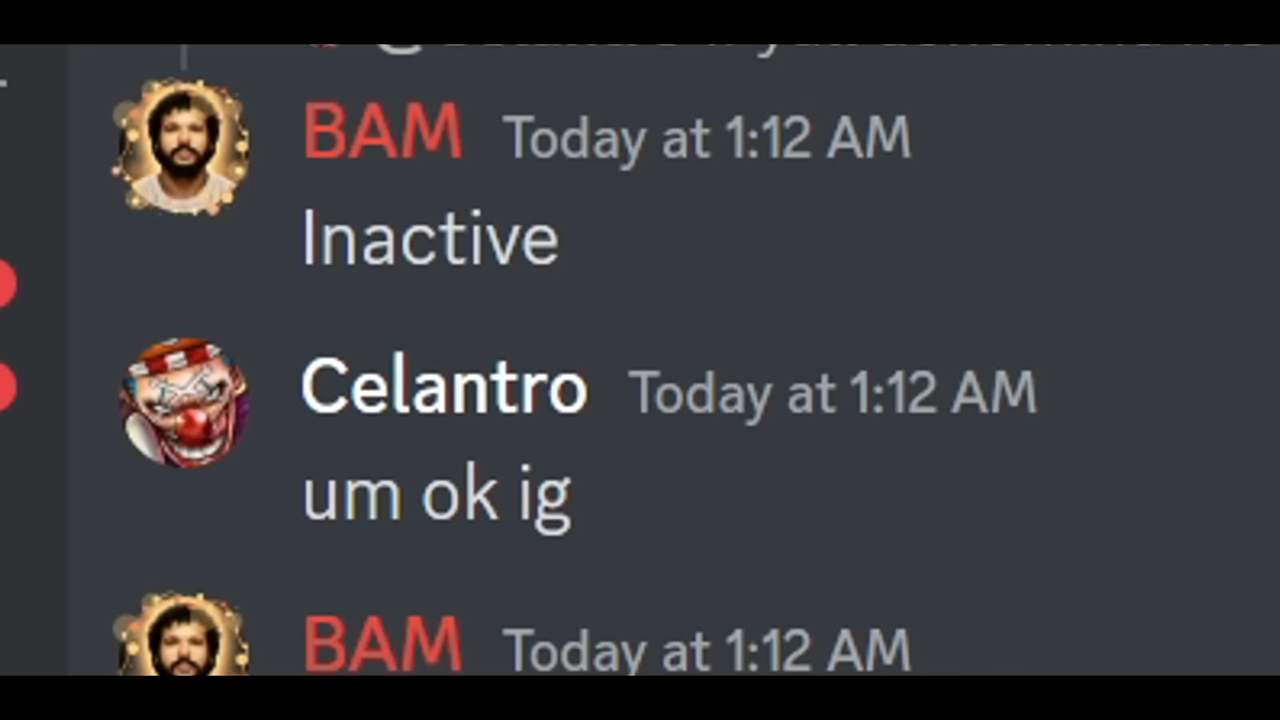 BAM Today at 1:12 AM
Inactive
Celantro Today at 1:12 AM
um ok ig
BAM Today at 1:12 AM